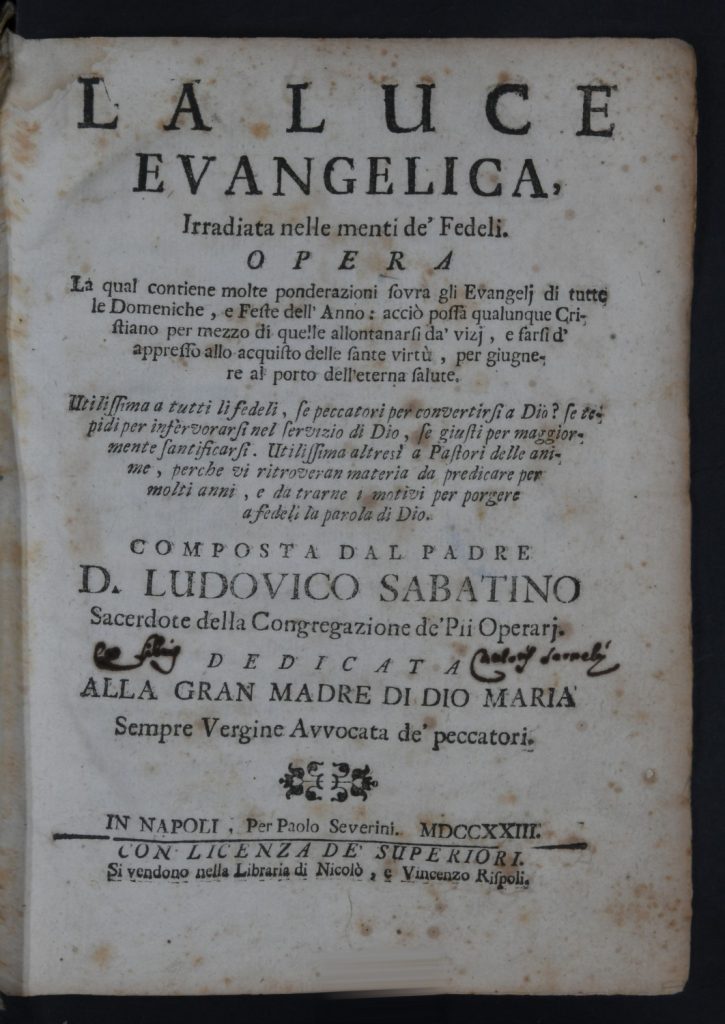 LA LUCE
EVANGELICA,
Irradiata nelle menti de' Fedeli.
OPERA
La qual contiene molte ponderazioni ſovra gli Evangelj di tutte
le Domeniche, e Feſte dell' Anno: acciò poſſa qualunque Cri-
ſtiano per mezzo di quelle allontanarſi da' vizj, e farſi d'
appreſſo allo acquiſto delle ſante virtù, per giugne-
re al porto dell'eterna ſalute.
Utiliſſima a tutti li fedeli, ſe peccatori per convertirſi a Dio? ſe te-
pidi per infervorarſi nel ſervizio di Dio, ſe giuſti per maggior-
mente ſantificarſi. Utiliſſima altresì a Paſtori delle ani-
me, perche vi ritroveran materia da predicare per
molti anni, e da trarne i motivi per porgere
a fedeli la parola di Dio.
COMPOSTA DAL PADRE
D. LUDOVICO SABATINO
Sacerdote della Congregazione de' Pii Operarj.
DEDICATA
ALLA GRAN MADRE DI DIO MARIA
Sempre Vergine Avvocata de' peccatori.
IN NAPOLI, Per Paolo Severini. MDCCXXIII.
CON LICENZA DE' SUPERIORI.
Si vendono nella Libraria di Nicolò, e Vincenzo Riſpoli.